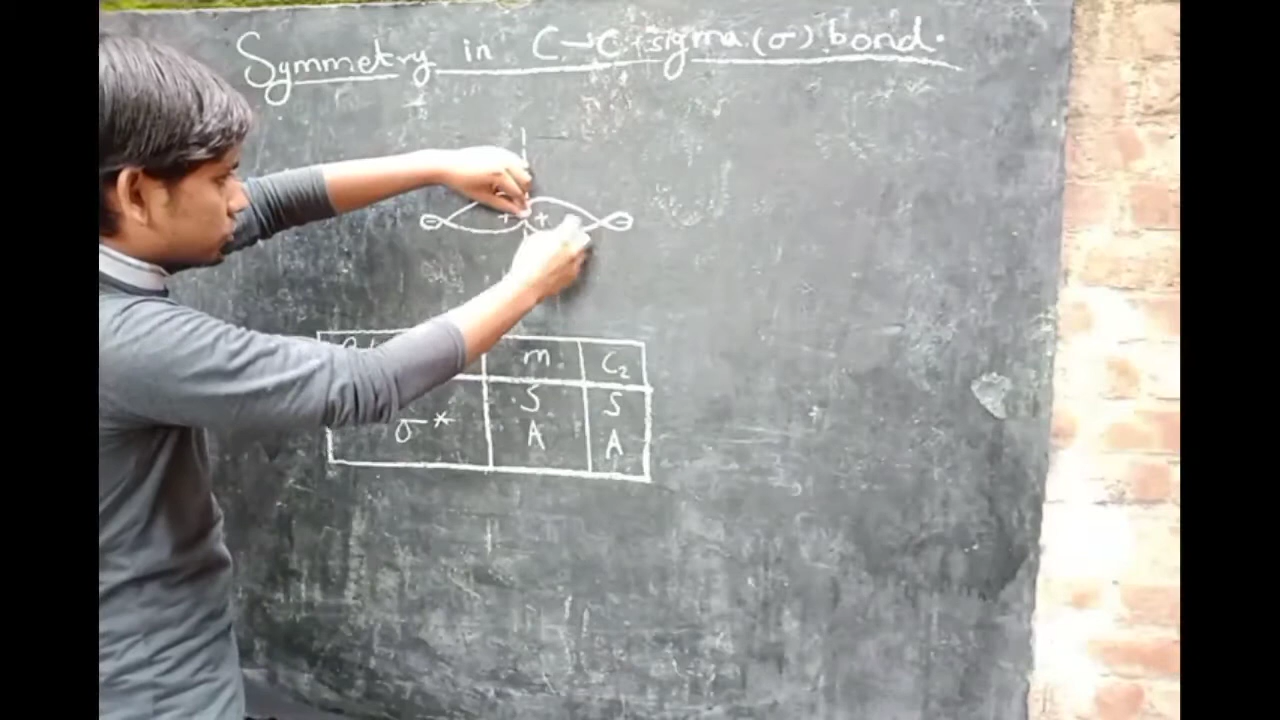 Symmetry in C-C sigma (σ) bond.
+ +
m C₂
S S
σ* A A